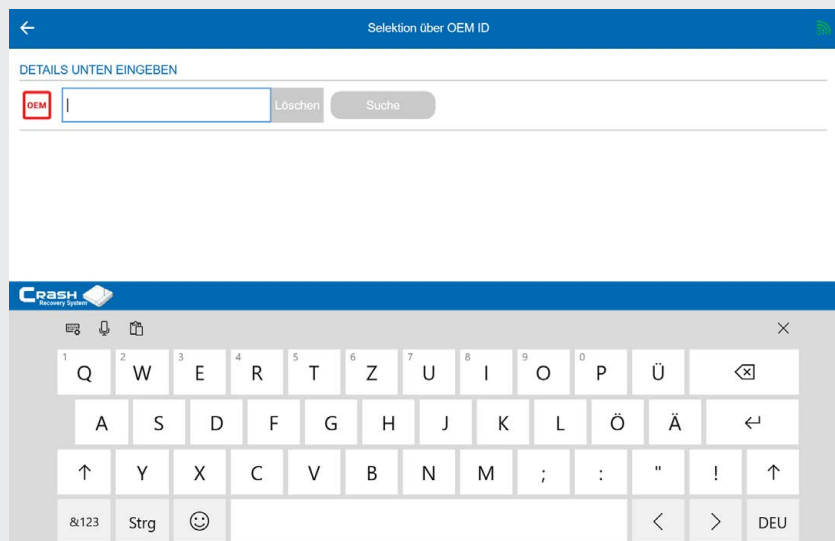 Selektion über OEM ID
DETAILS UNTEN EINGEBEN
OEM Löschen Suche
CRASH
Recovery System
1 Q 2 W 3 E 4 R 5 T 6 Z 7 U 8 I 9 O 0 P Ü
A S D F G H J K L Ö Ä
Y X C V B N M ; : " !
&123 Strg < > DEU